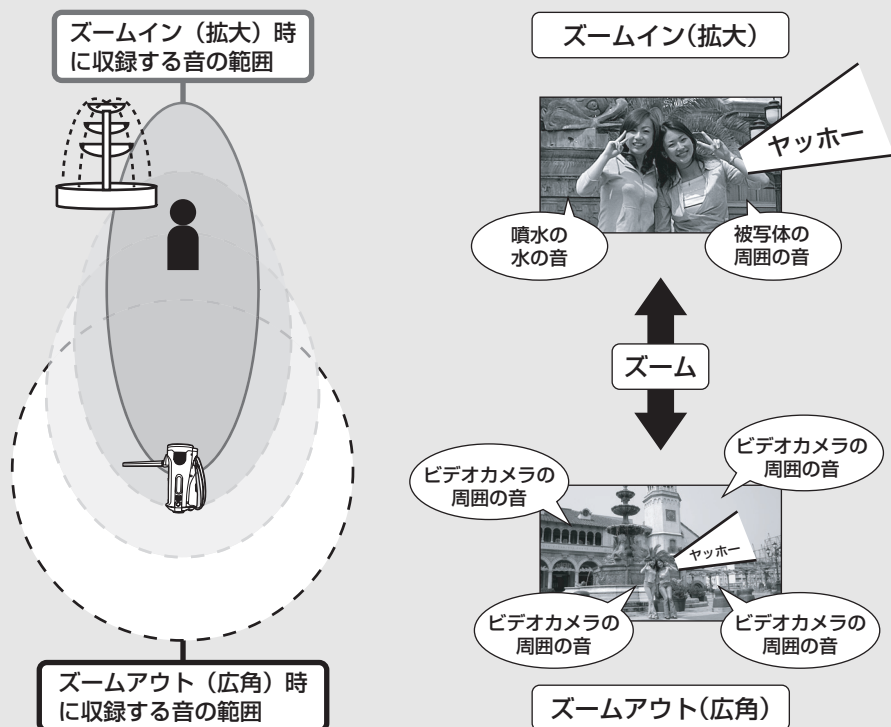 ズームイン（拡大）時
に収録する音の範囲
ズームアウト（広角）時
に収録する音の範囲
ズームイン（拡大）
ヤッホー
噴水の
水の音
被写体の
周囲の音
ズーム
ビデオカメラの
周囲の音
ビデオカメラの
周囲の音
ヤッホー
ビデオカメラの
周囲の音
ビデオカメラの
周囲の音
ズームアウト（広角）